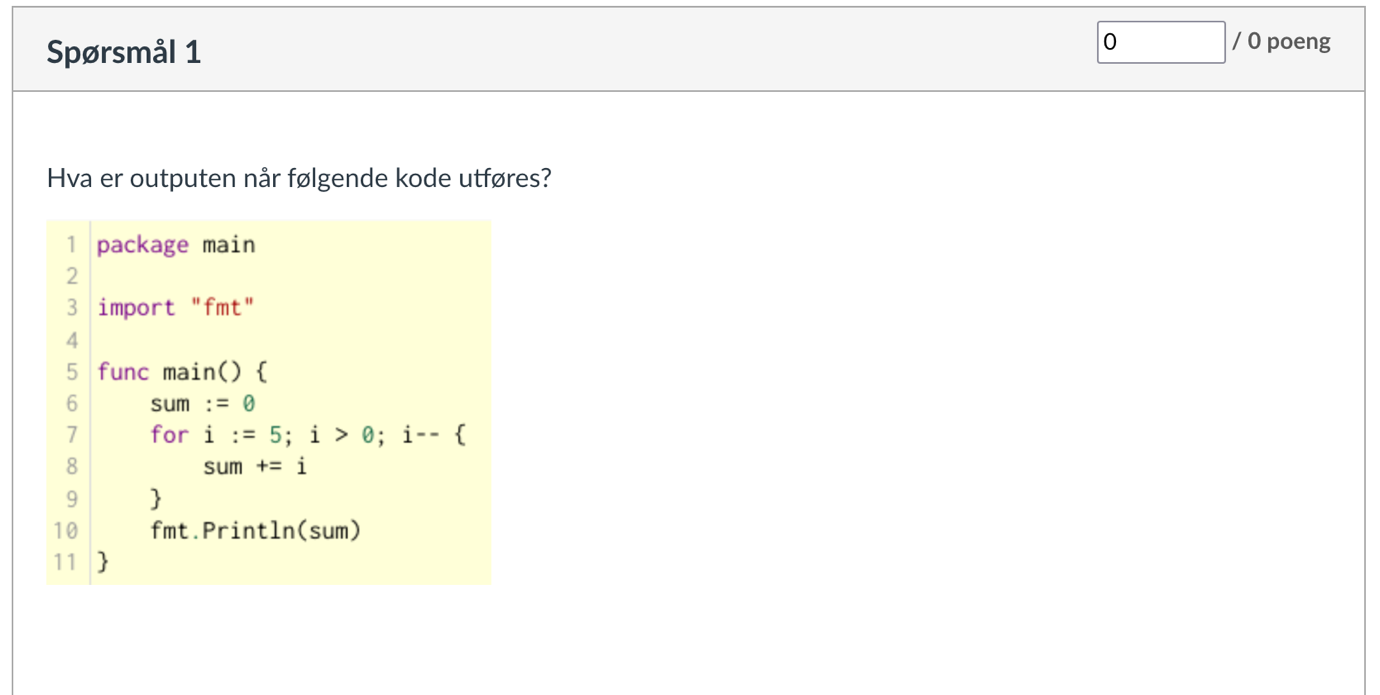 Spørsmål 1
0 / 0 poeng
Hva er outputen når følgende kode utføres?
1 package main
2
3 import "fmt"
4
5 func main() {
6     sum := 0
7     for i := 5; i > 0; i-- {
8         sum += i
9     }
10     fmt.Println(sum)
11 }